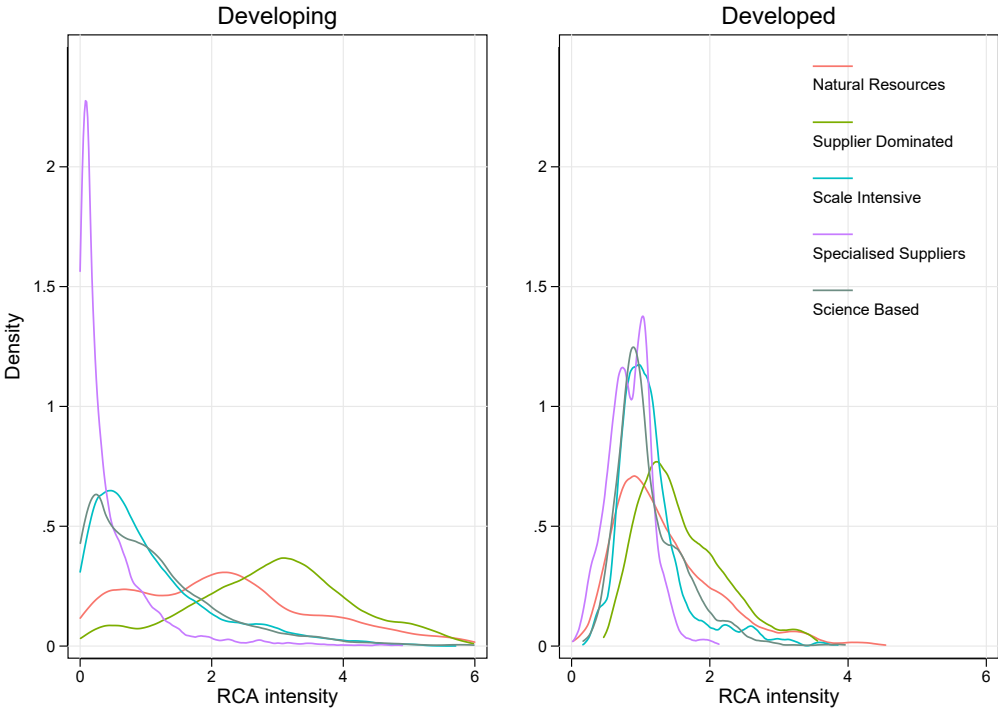 Developing
Developed
Density
2
1.5
1
.5
0
0
2
4
6
RCA intensity
Natural Resources
Supplier Dominated
Scale Intensive
Specialised Suppliers
Science Based
2
1.5
1
.5
0
0
2
4
6
RCA intensity